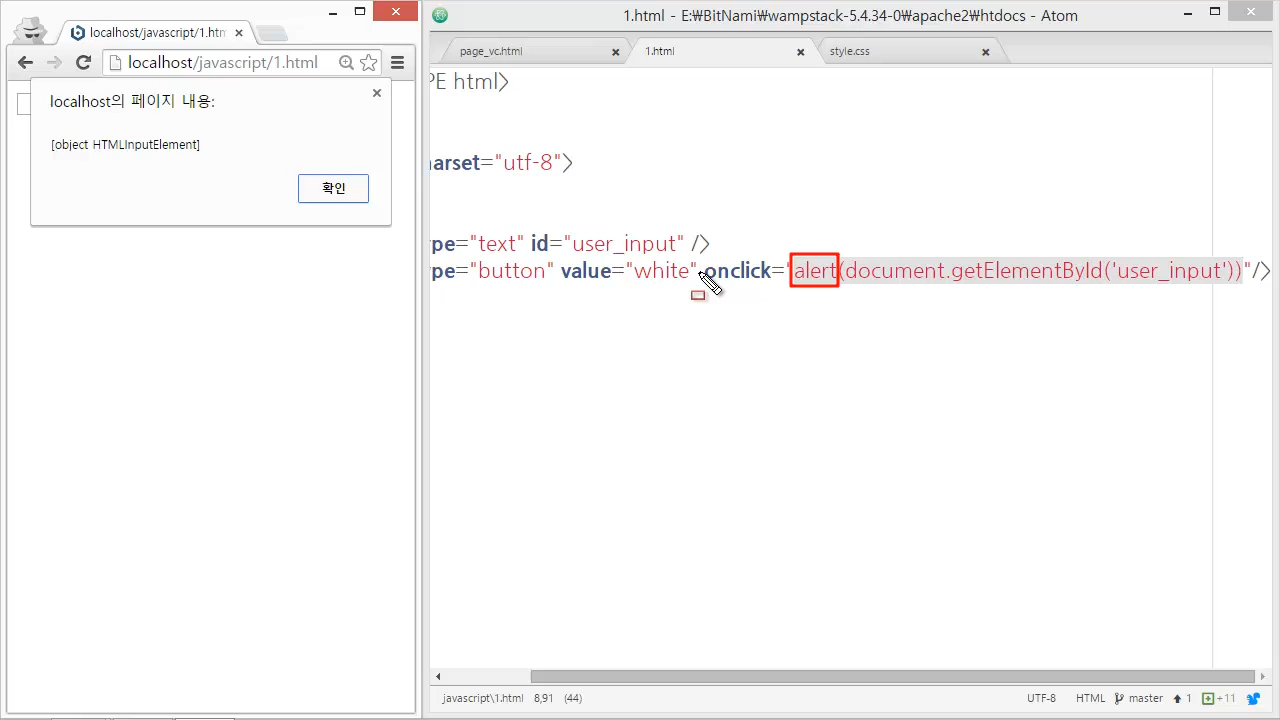 localhost/javascript/1.htm
localhost/javascript/1.html
localhost의 페이지 내용:
[object HTMLInputElement]
확인
1.html - E:₩BitNami₩wampstack-5.4.34-0₩apache2₩htdocs - Atom
page_vc.html
1.html
style.css
PE html>
harset="utf-8">
ype="text" id="user_input" />
ype="button" value="white" onclick="alert(document.getElementById('user_input'))"/>
javascript\1.html 8,91 (44)
UTF-8 HTML master 1 +11